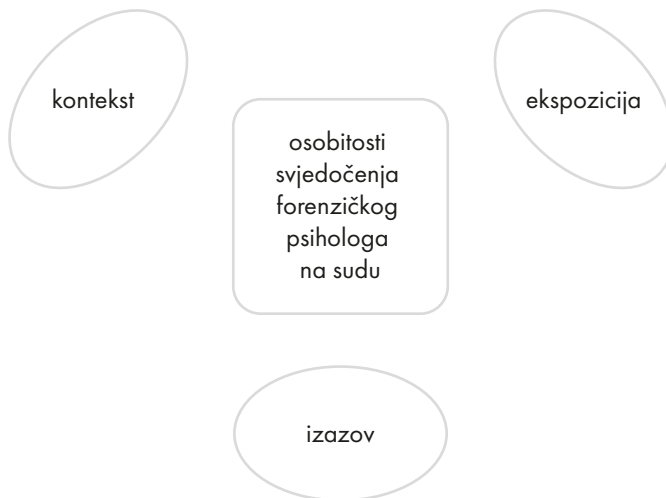 kontekst
ekspozicija
osobitosti
svjedočenja
forenzičkog
psihologa
na sudu
izazov